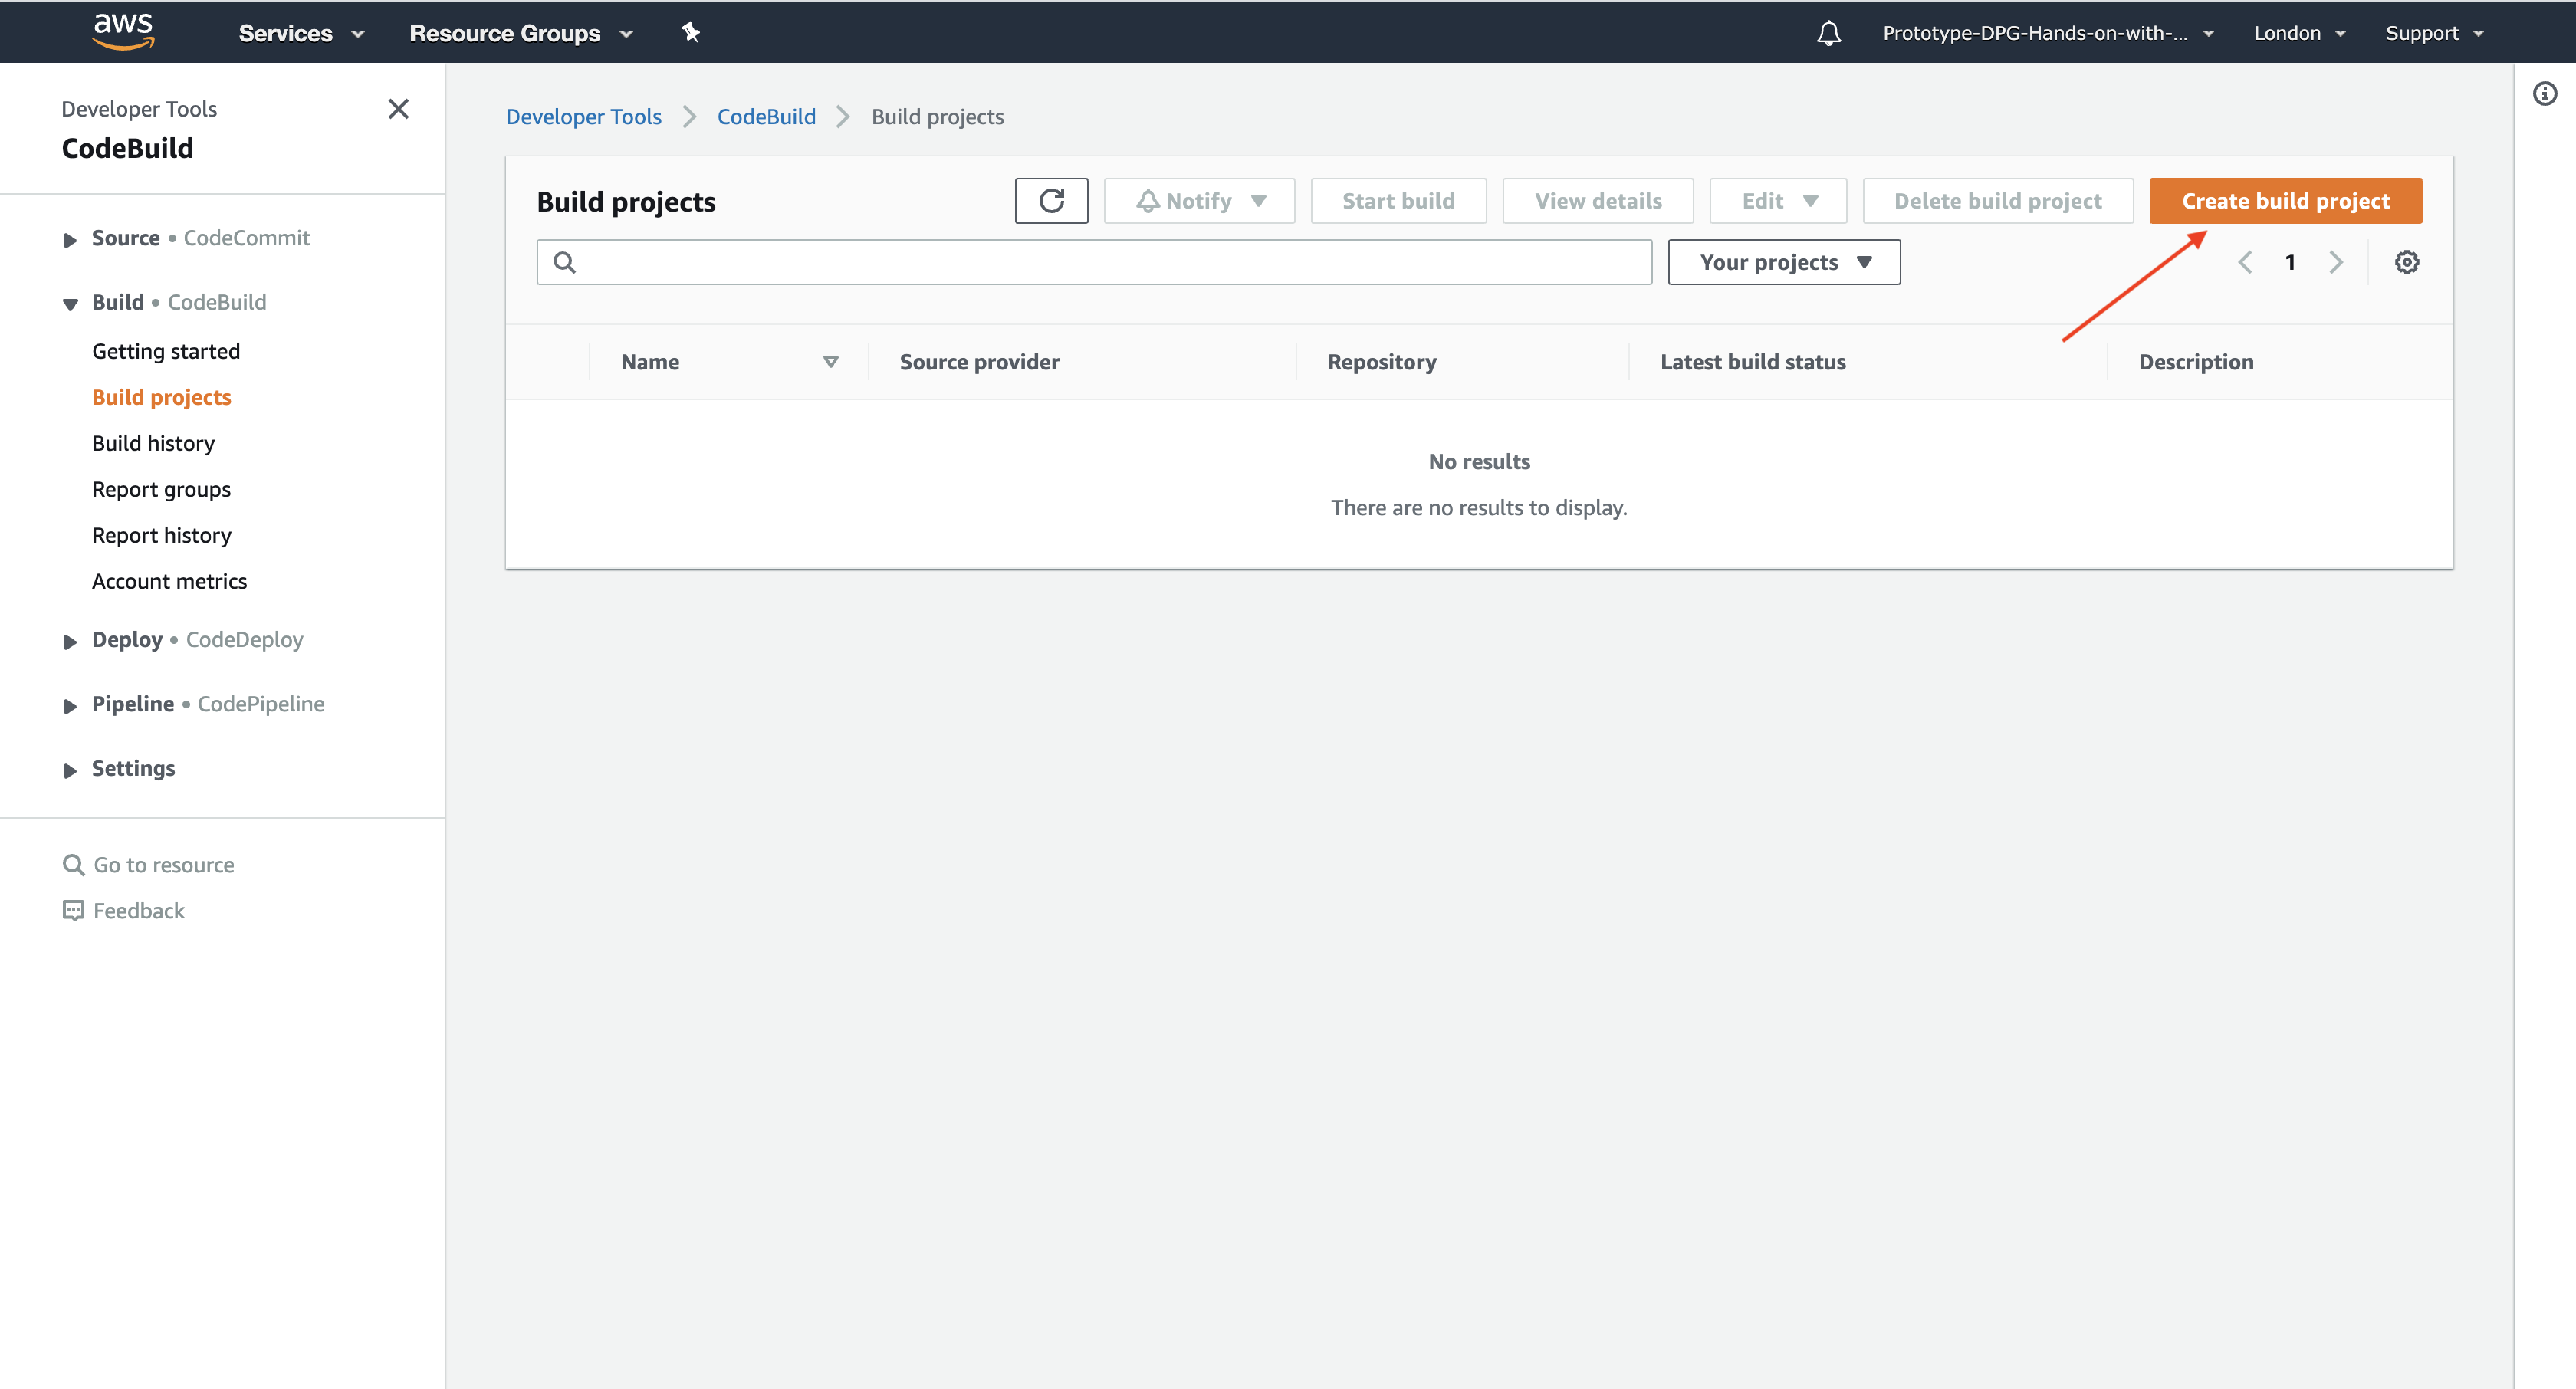 aws Services Resource Groups Prototype-DPG-Hands-on-with-... London Support
Developer Tools
CodeBuild
Source • CodeCommit
Build • CodeBuild
Getting started
Build projects
Build history
Report groups
Report history
Account metrics
Deploy • CodeDeploy
Pipeline • CodePipeline
Settings
Go to resource
Feedback
Developer Tools CodeBuild Build projects
Build projects Notify Start build View details Edit Delete build project Create build project
Your projects 1
Name Source provider Repository Latest build status Description
No results
There are no results to display.